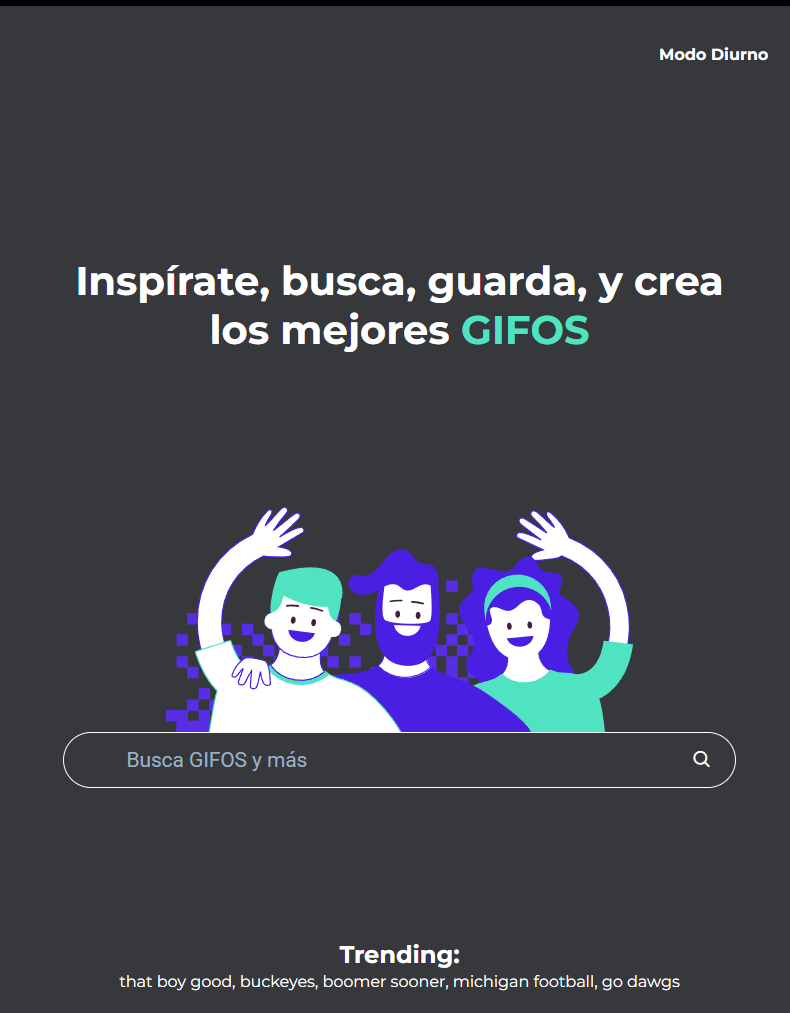 Modo Diurno
Inspírate, busca, guarda, y crea
los mejores GIFOS
Busca GIFOS y más
Trending:
that boy good, buckeyes, boomer sooner, michigan football, go dawgs